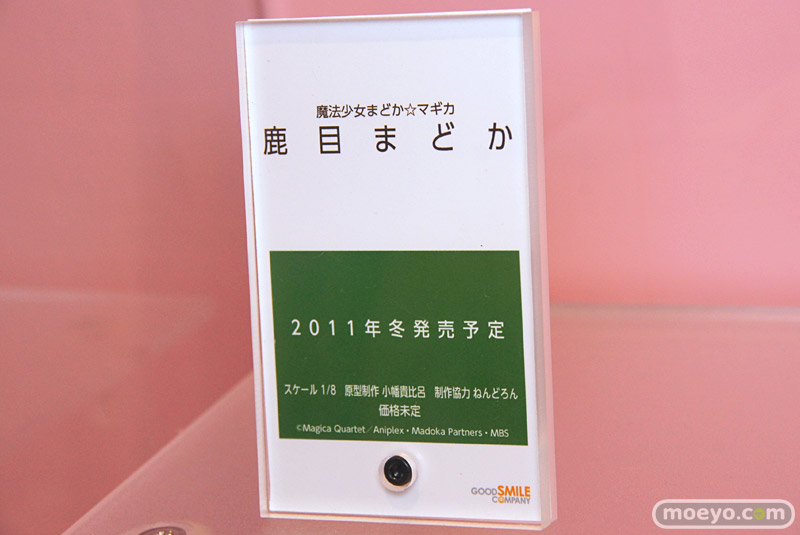 魔法少女まどか☆マギカ
鹿目まどか
2011年冬発売予定
スケール 1/8　原型制作 小幡貴比呂　制作協力 ねんどろん
価格未定
©Magica Quartet／Aniplex・Madoka Partners・MBS
GOOD SMILE
COMPANY
moeyo.com